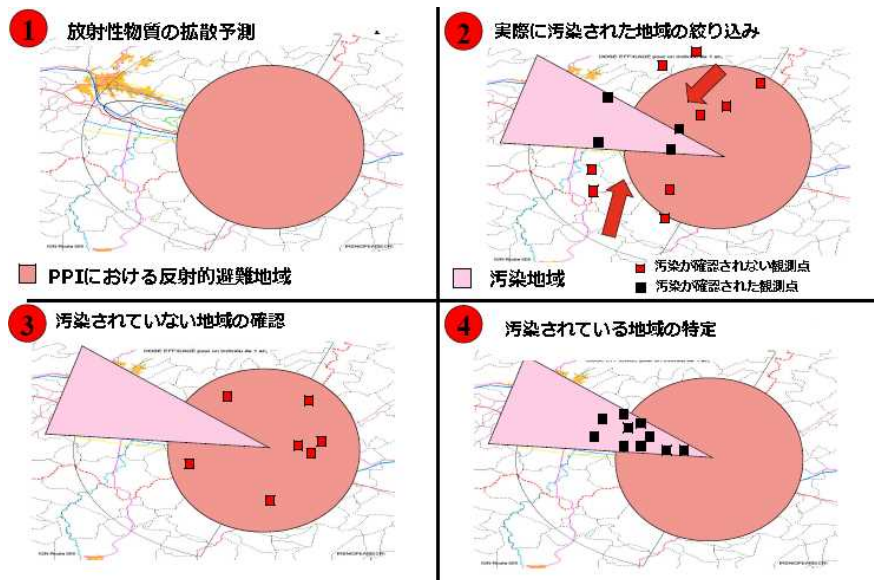 1 放射性物質の拡散予測
PPIにおける反射的避難地域
2 実際に汚染された地域の絞り込み
汚染地域
汚染が確認されない観測点
汚染が確認された観測点
3 汚染されていない地域の確認
4 汚染されている地域の特定